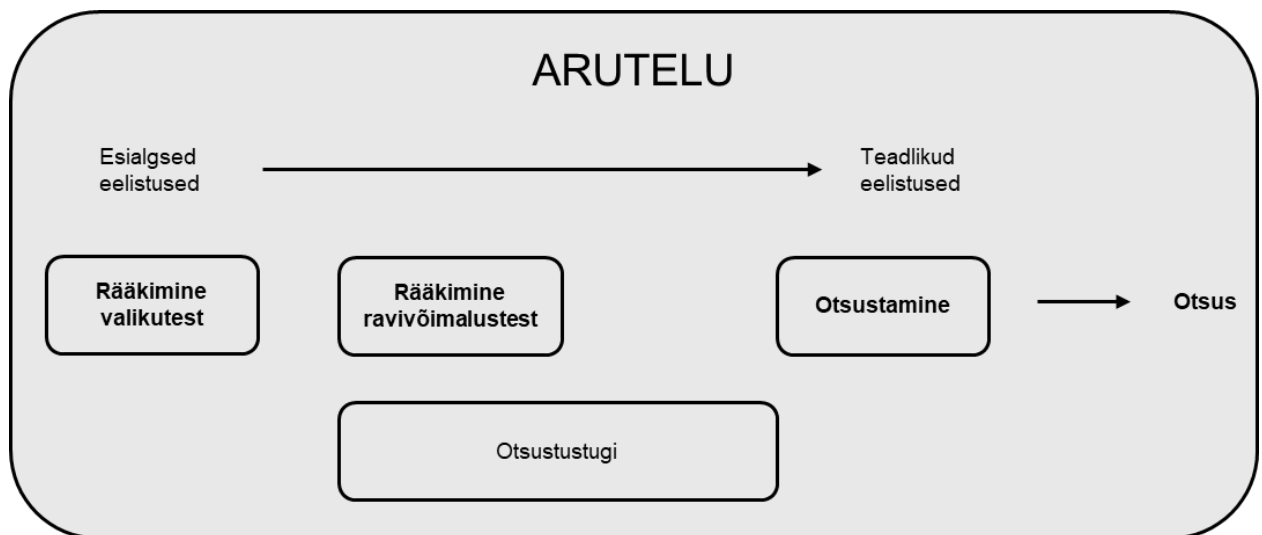 ARUTELU
Esialgsed
eelistused
Teadlikud
eelistused
Rääkimine
valikutest
Rääkimine
ravivõimalustest
Otsustamine
Otsus
Otsustustugi